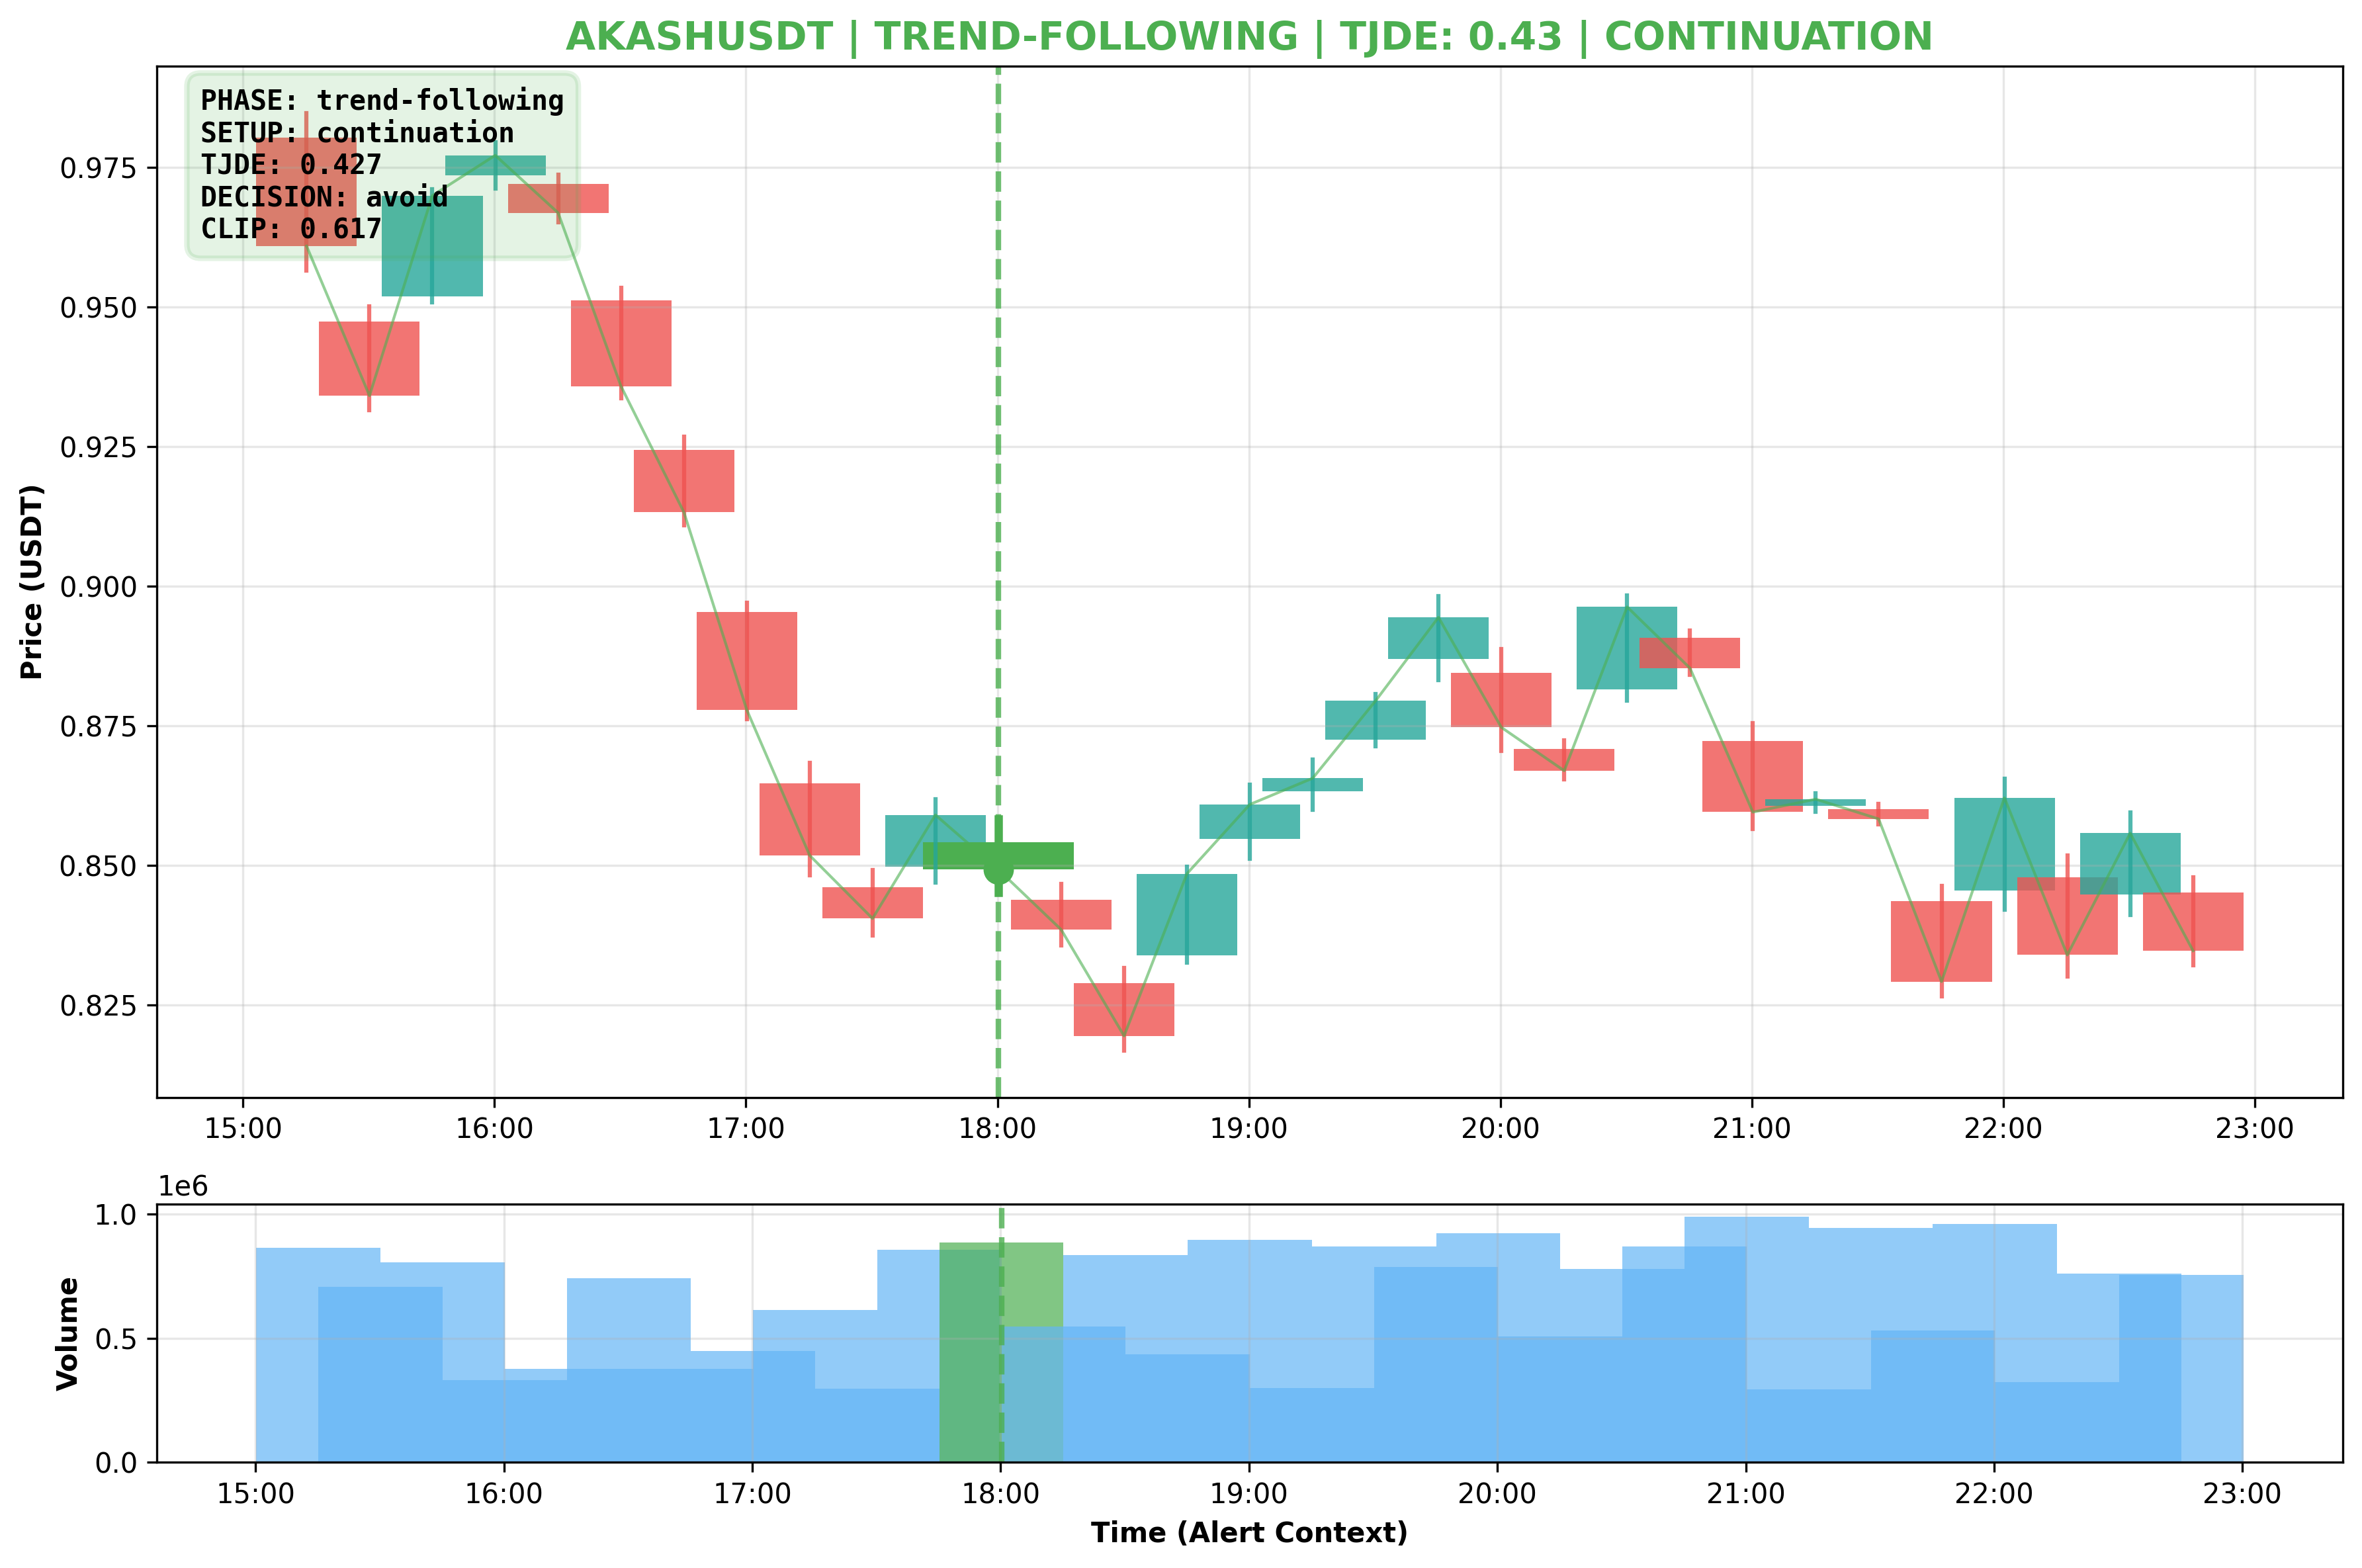 AKASHUSDT | TREND-FOLLOWING | TJDE: 0.43 | CONTINUATION
PHASE: trend-following
SETUP: continuation
TJDE: 0.427
DECISION: avoid
CLIP: 0.617
Price (USDT)
0.975
0.950
0.925
0.900
0.875
0.850
0.825
15:00 16:00 17:00 18:00 19:00 20:00 21:00 22:00 23:00
1e6
Volume
1.0
0.5
0.0
15:00 16:00 17:00 18:00 19:00 20:00 21:00 22:00 23:00
Time (Alert Context)